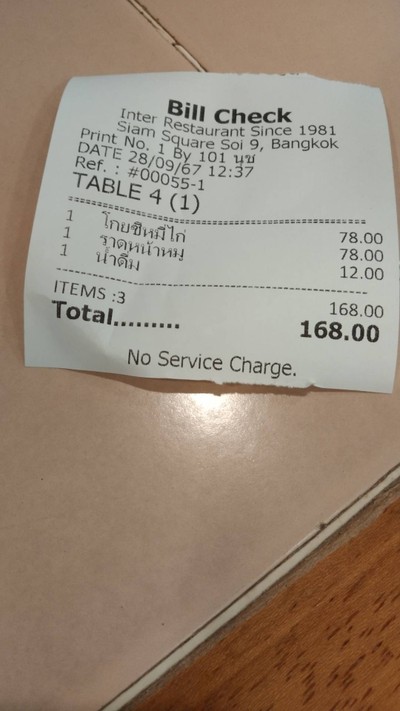 Bill Check
Inter Restaurant Since 1981
Siam Square Soi 9, Bangkok
Print No. 1 By 101 นุช
DATE 28/09/67 12:37
Ref. : #00055-1
TABLE 4 (1)
1 โกยซีหมี่ไก่ 78.00
1 ราดหน้าหมู 78.00
1 น้ำดื่ม 12.00
ITEMS :3 168.00
Total......... 168.00
No Service Charge.